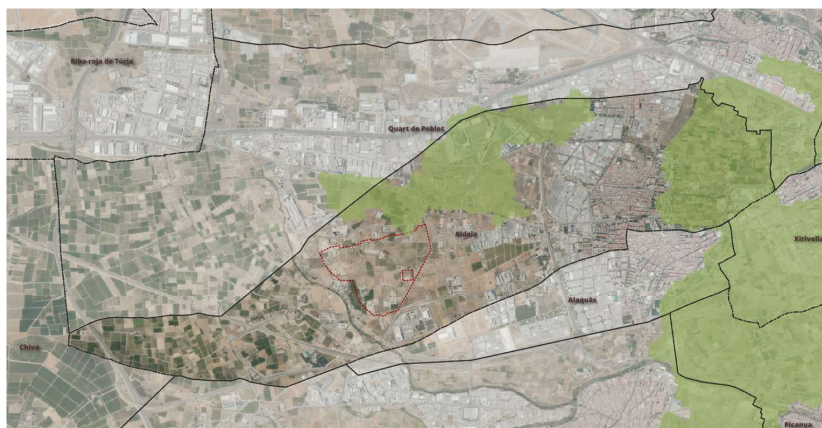 Riba-roja de Túria
Quart de Poblet
Aldaia
Xirivella
Alaquàs
Chiva
Picanya